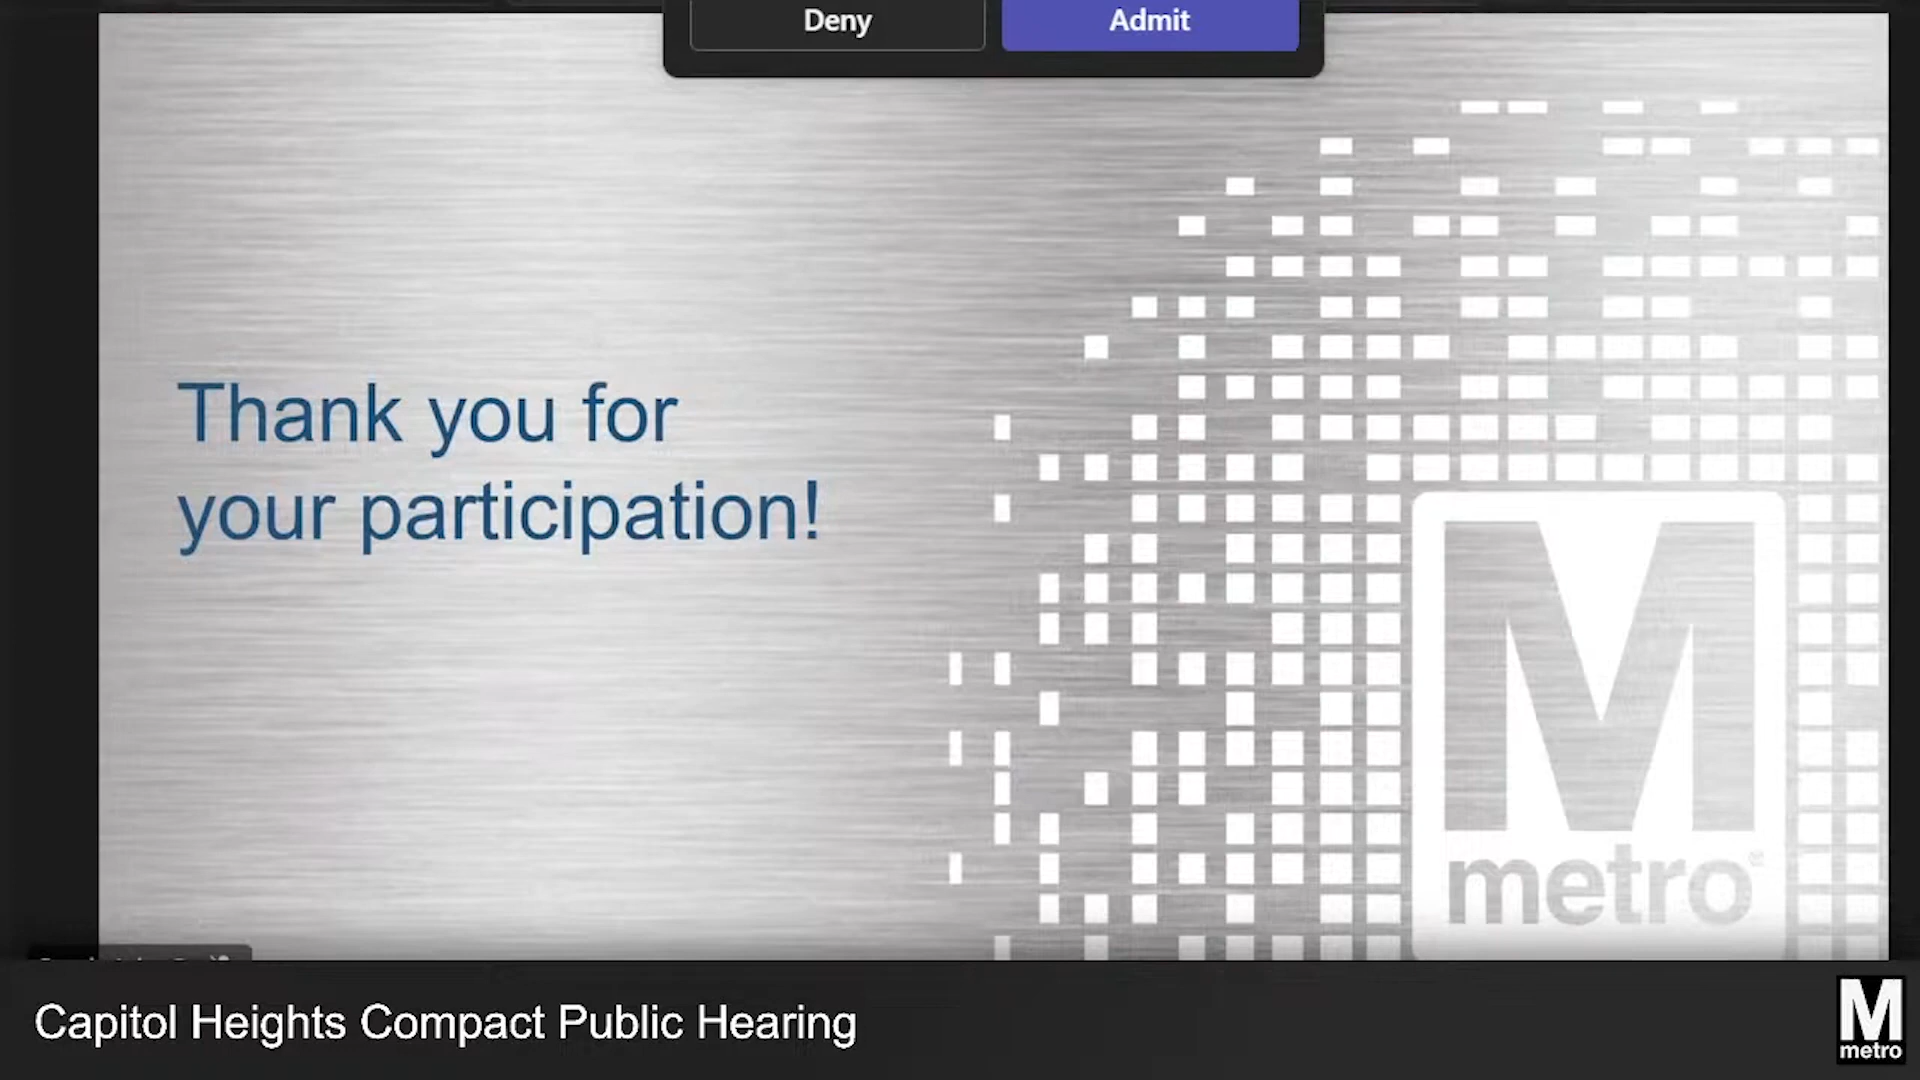 Deny
Admit
Thank you for
your participation!
M
metro
Capitol Heights Compact Public Hearing
M
metro